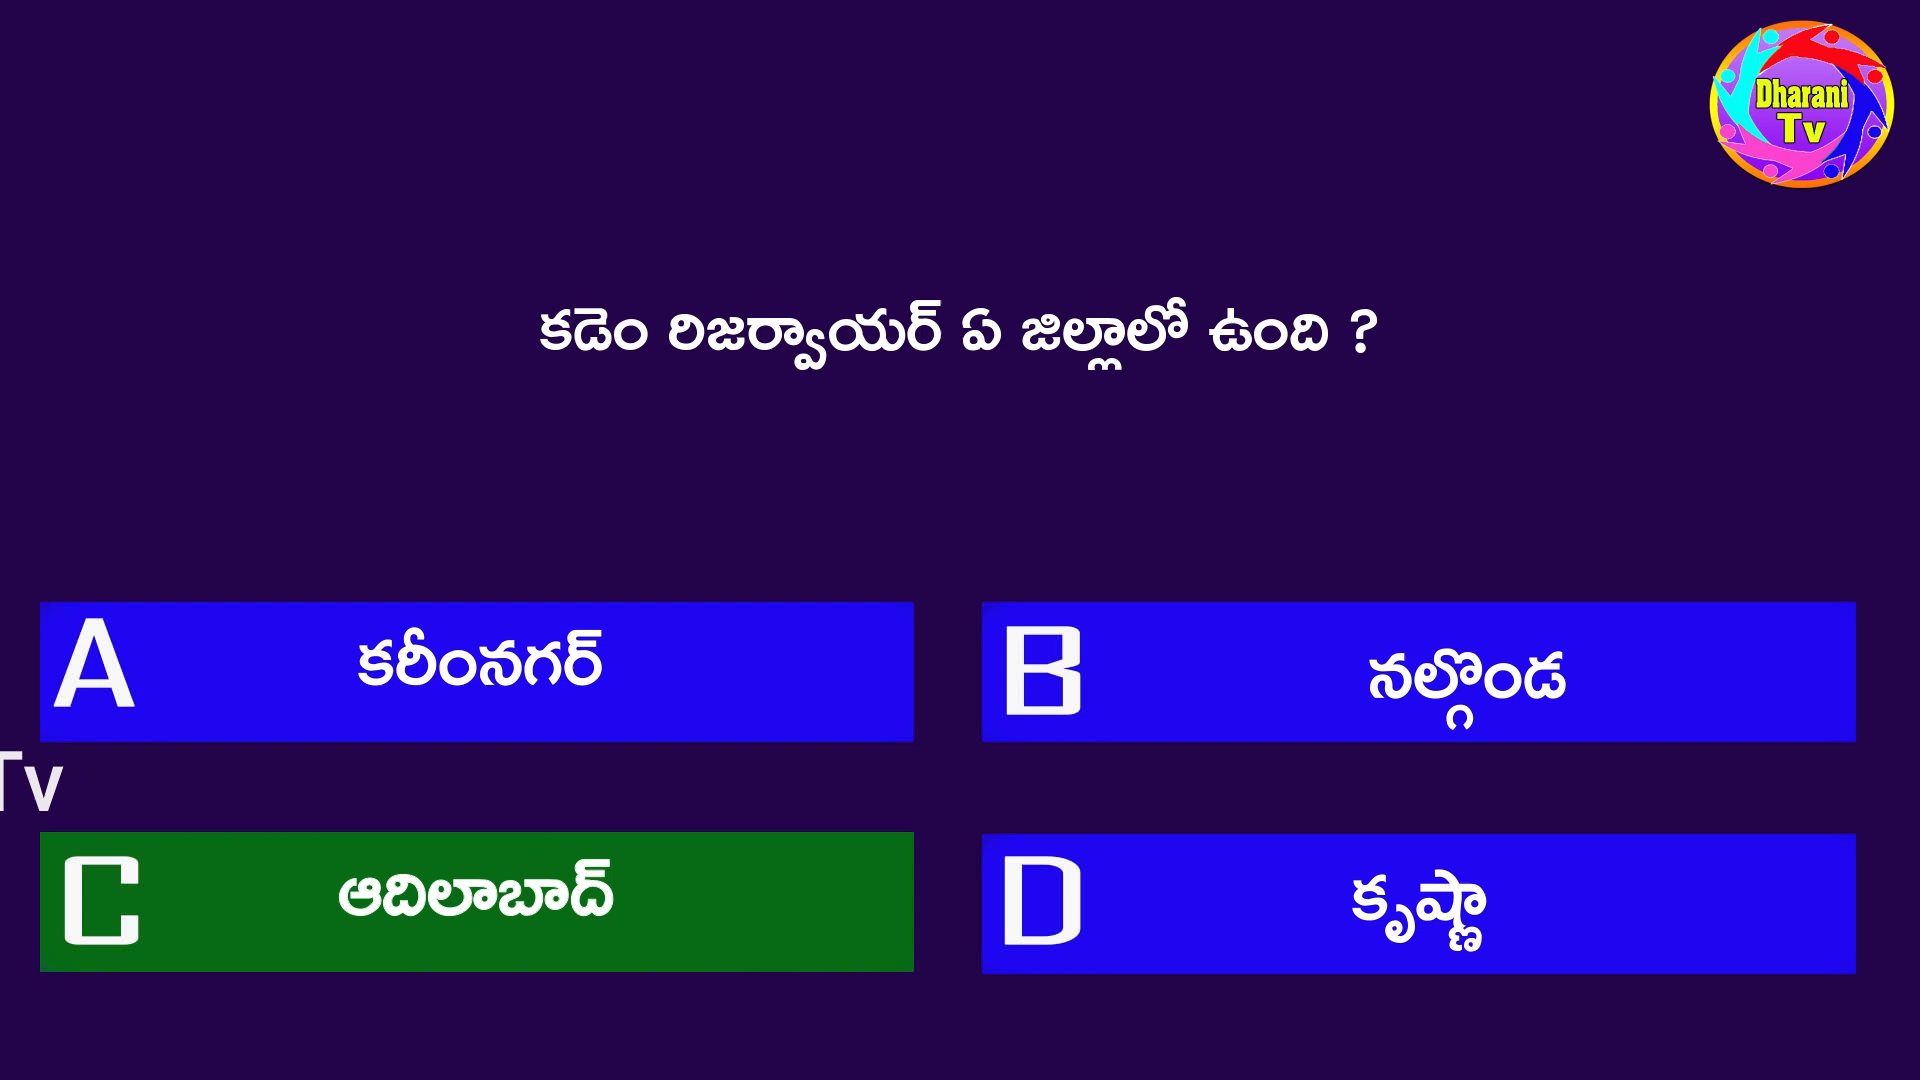 Dharani
Tv
కడెం రిజర్వాయర్ ఏ జిల్లాలో ఉంది ?
A కరీంనగర్
B నల్గొండ
Tv
C ఆదిలాబాద్
D కృష్ణా